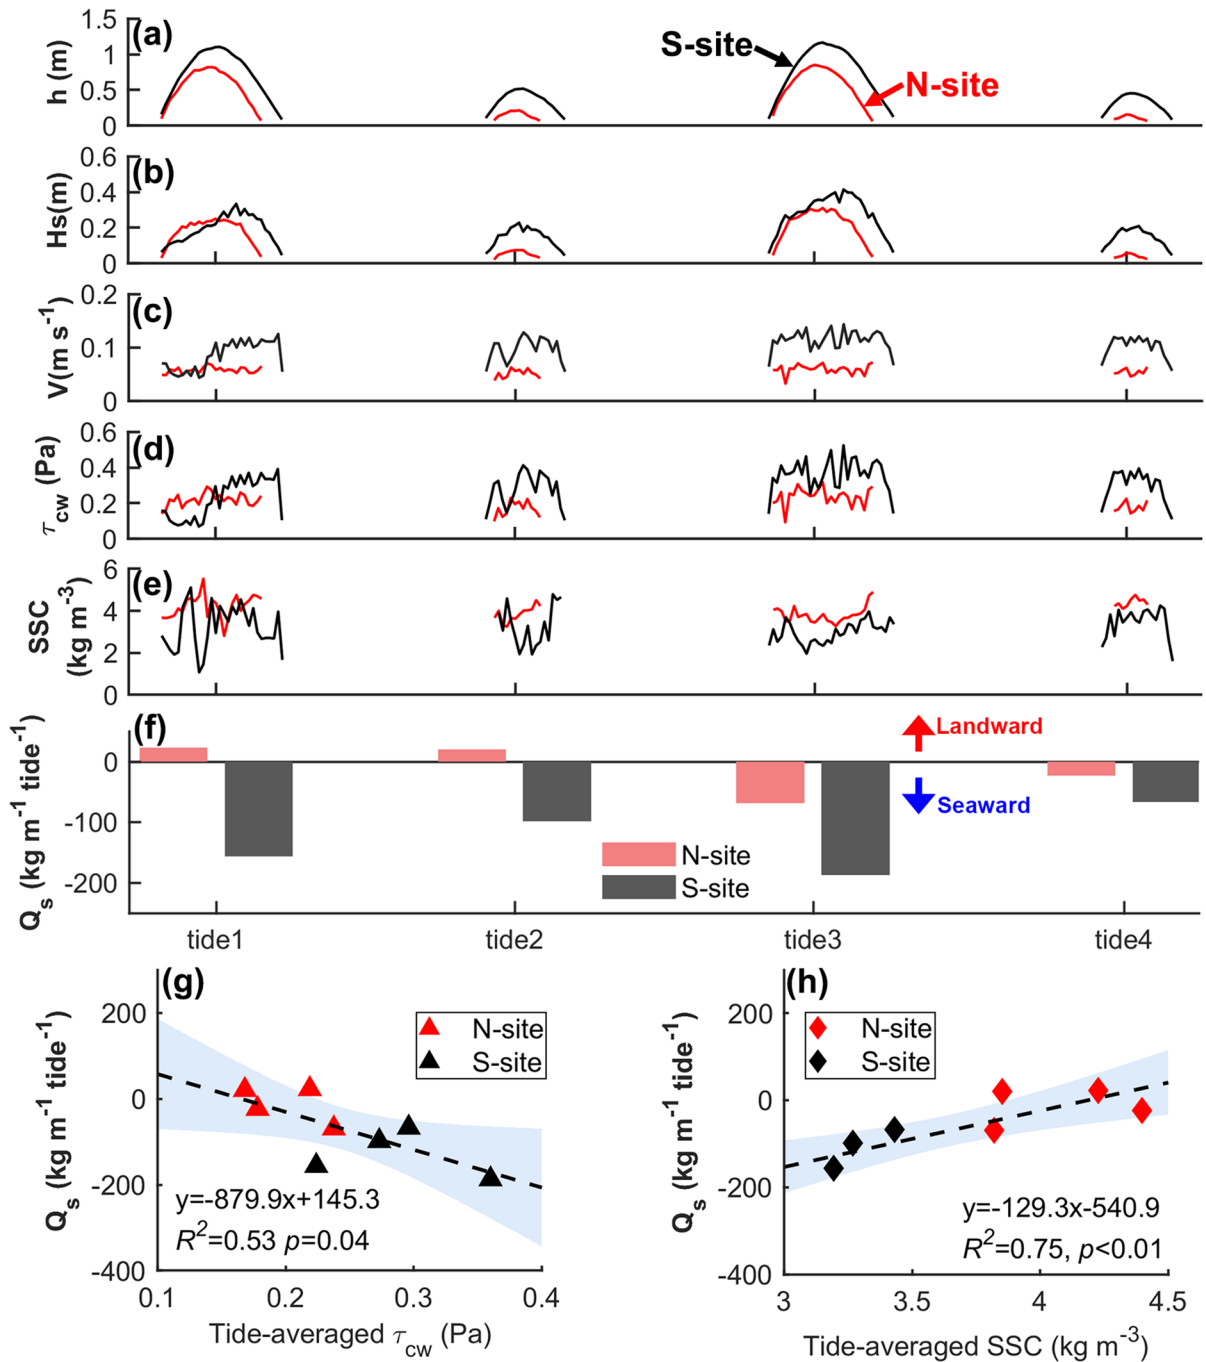 (a)
h (m)
1.5
1
0.5
0
S-site
N-site
(b)
Hs(m)
0.6
0.4
0.2
0
(c)
V(m s⁻¹)
0.2
0.1
0
(d)
τcw (Pa)
0.6
0.4
0.2
0
(e)
SSC
(kg m⁻³)
6
4
2
0
(f)
Qs (kg m⁻¹ tide⁻¹)
0
-100
-200
Landward
Seaward
N-site
S-site
tide1 tide2 tide3 tide4
(g)
Qs (kg m⁻¹ tide⁻¹)
200
0
-200
-400
N-site
S-site
y=-879.9x+145.3
R²=0.53 p=0.04
0.1 0.2 0.3 0.4
Tide-averaged τcw (Pa)
(h)
Qs (kg m⁻¹ tide⁻¹)
200
0
-200
-400
N-site
S-site
y=-129.3x-540.9
R²=0.75, p<0.01
3 3.5 4 4.5
Tide-averaged SSC (kg m⁻³)